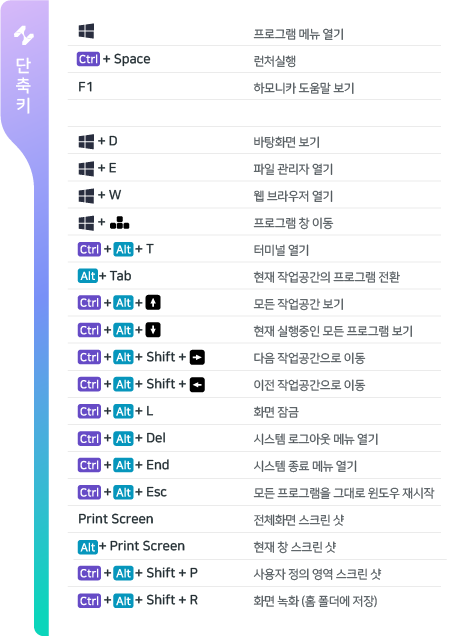 단
축
키
프로그램 메뉴 열기
Ctrl + Space 런처실행
F1 하모니카 도움말 보기
+ D 바탕화면 보기
+ E 파일 관리자 열기
+ W 웹 브라우저 열기
+ 프로그램 창 이동
Ctrl + Alt + T 터미널 열기
Alt + Tab 현재 작업공간의 프로그램 전환
Ctrl + Alt + 모든 작업공간 보기
Ctrl + Alt + 현재 실행중인 모든 프로그램 보기
Ctrl + Alt + Shift + 다음 작업공간으로 이동
Ctrl + Alt + Shift + 이전 작업공간으로 이동
Ctrl + Alt + L 화면 잠금
Ctrl + Alt + Del 시스템 로그아웃 메뉴 열기
Ctrl + Alt + End 시스템 종료 메뉴 열기
Ctrl + Alt + Esc 모든 프로그램을 그대로 윈도우 재시작
Print Screen 전체화면 스크린 샷
Alt + Print Screen 현재 창 스크린 샷
Ctrl + Alt + Shift + P 사용자 정의 영역 스크린 샷
Ctrl + Alt + Shift + R 화면 녹화 (홈 폴더에 저장)